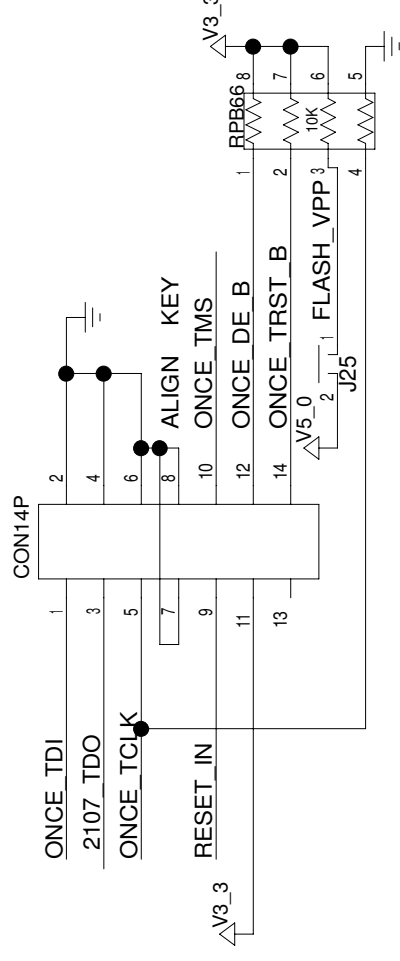 CON14P
ONCE_TDI
1
2
2107_TDO
3
4
ONCE_TCLK
5
6
7
8
ALIGN KEY
RESET_IN
9
10
ONCE_TMS
V3_3
11
12
ONCE_DE_B
13
14
ONCE_TRST_B
V5_0
2
1
J25
FLASH_VPP
RPB66
10K
1
8
2
7
3
6
4
5
V3_3